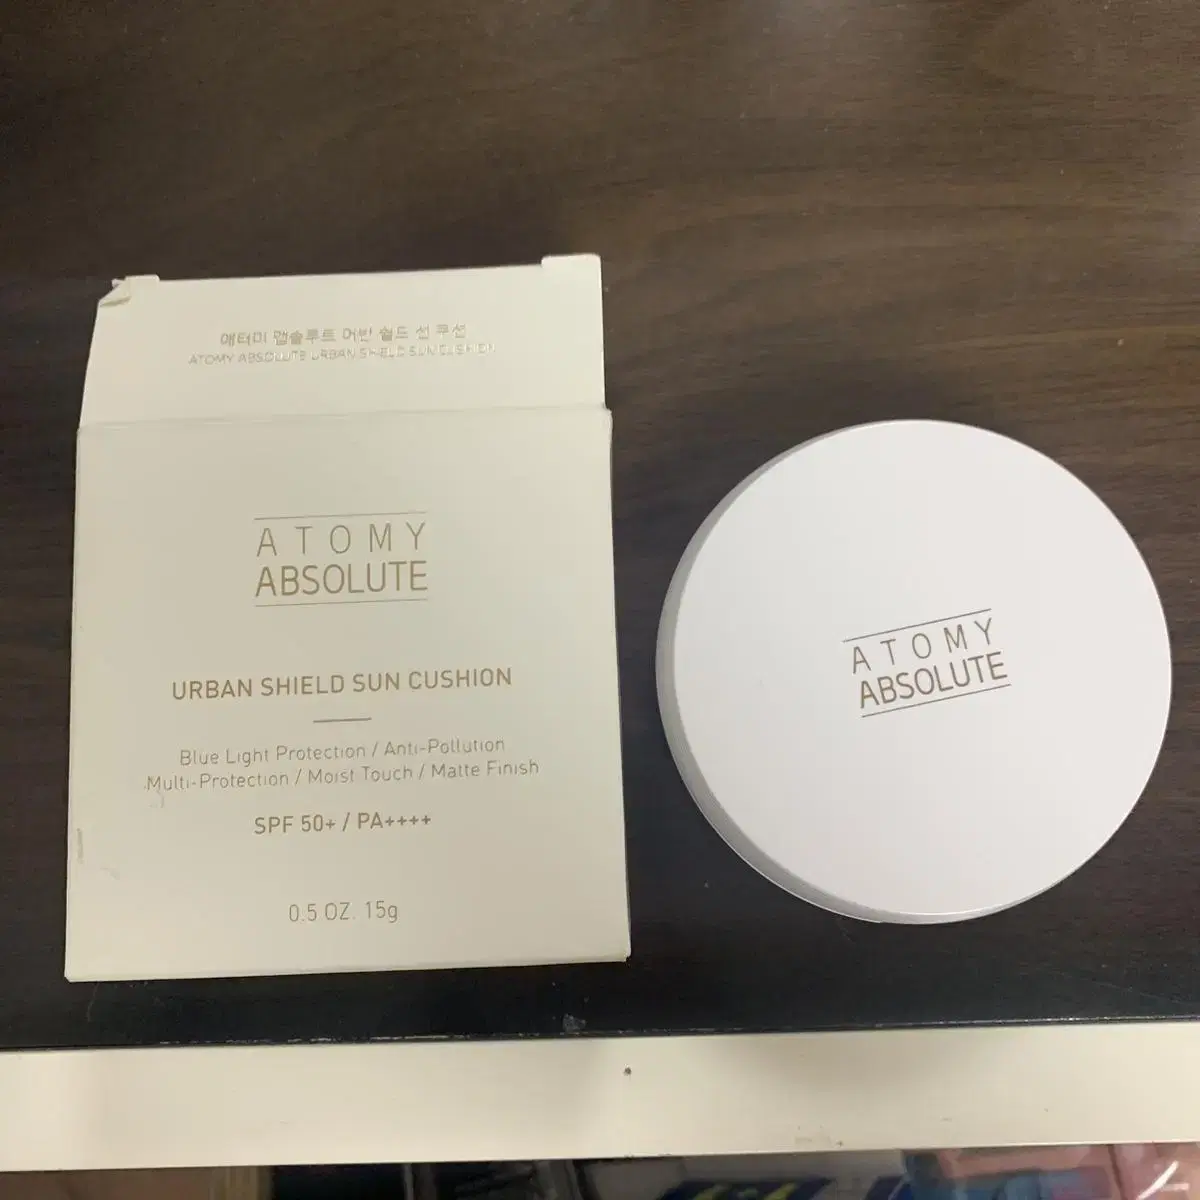 애터미 앱솔루트 어반 쉴드 선 쿠션
ATOMY ABSOLUTE URBAN SHIELD SUN CUSHION
ATOMY
ABSOLUTE
URBAN SHIELD SUN CUSHION
Blue Light Protection / Anti-Pollution
Multi-Protection / Moist Touch / Matte Finish
SPF 50+ / PA++++
0.5 OZ. 15g
ATOMY
ABSOLUTE